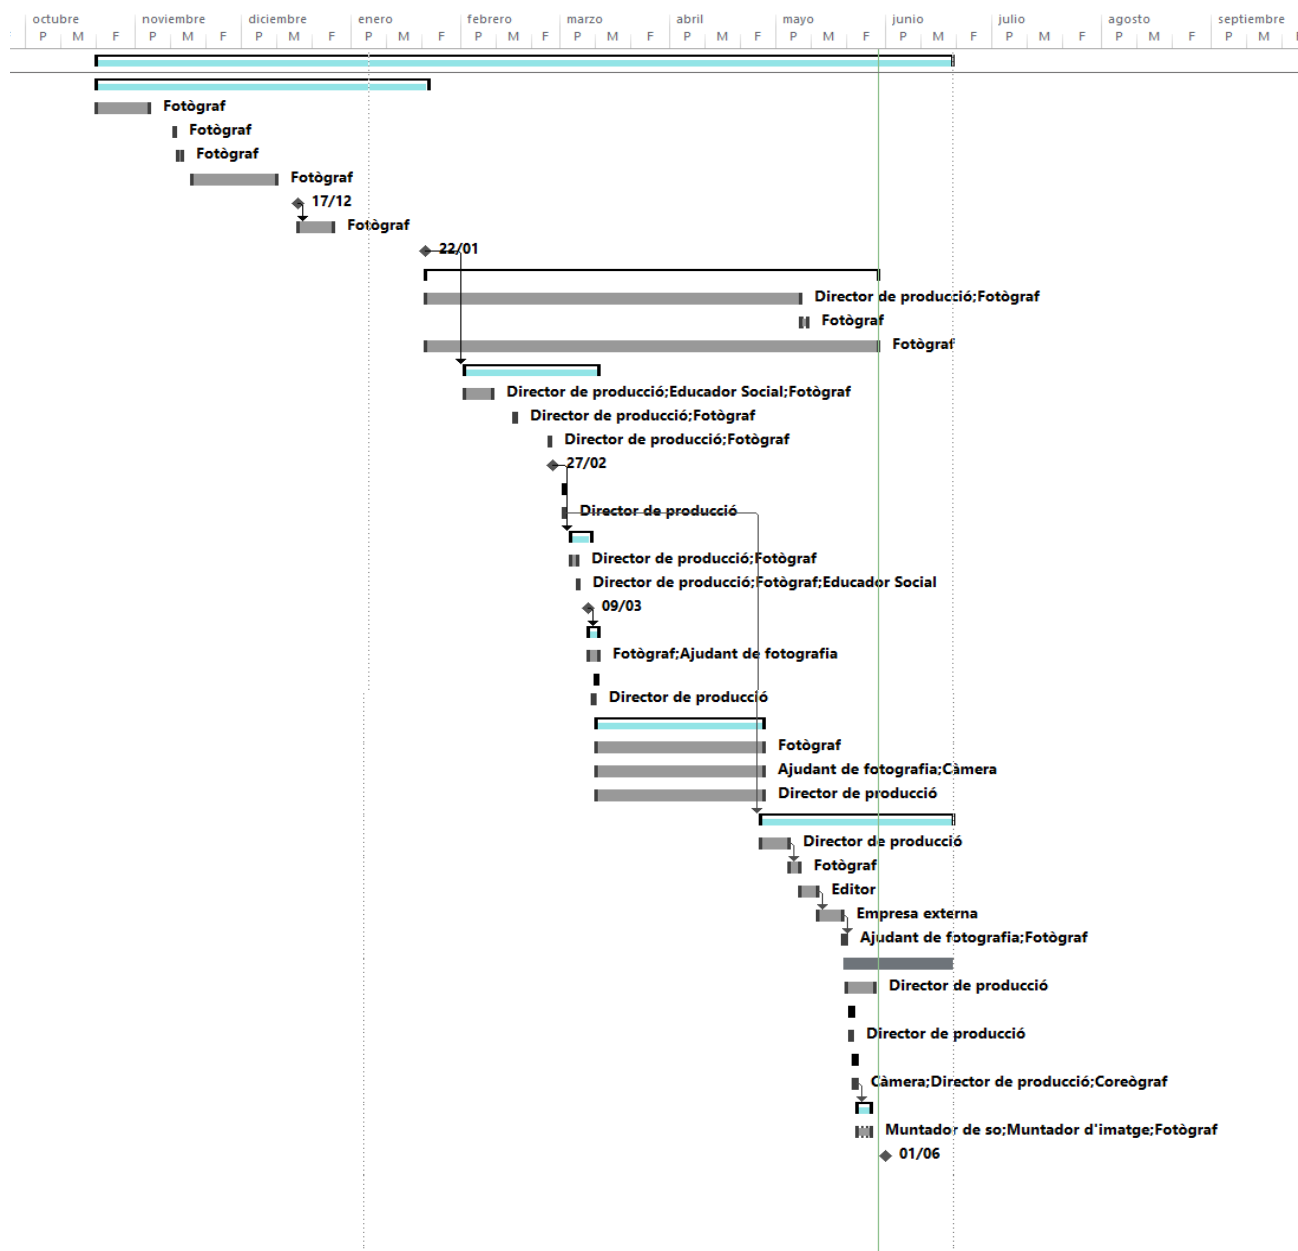 octubre noviembre diciembre enero febrero marzo abril mayo junio julio agosto septiembre
P M F P M F P M F P M F P M F P M F P M F P M F P M F P M F P M F P M
Fotògraf
Fotògraf
Fotògraf
Fotògraf
17/12
Fotògraf
22/01
Director de producció;Fotògraf
Fotògraf
Fotògraf
Director de producció;Educador Social;Fotògraf
Director de producció;Fotògraf
Director de producció;Fotògraf
27/02
Director de producció
Director de producció;Fotògraf
Director de producció;Fotògraf;Educador Social
09/03
Fotògraf;Ajudant de fotografia
Director de producció
Fotògraf
Ajudant de fotografia;Càmera
Director de producció
Director de producció
Fotògraf
Editor
Empresa externa
Ajudant de fotografia;Fotògraf
Director de producció
Director de producció
Càmera;Director de producció;Coreògraf
Muntador de so;Muntador d'imatge;Fotògraf
01/06